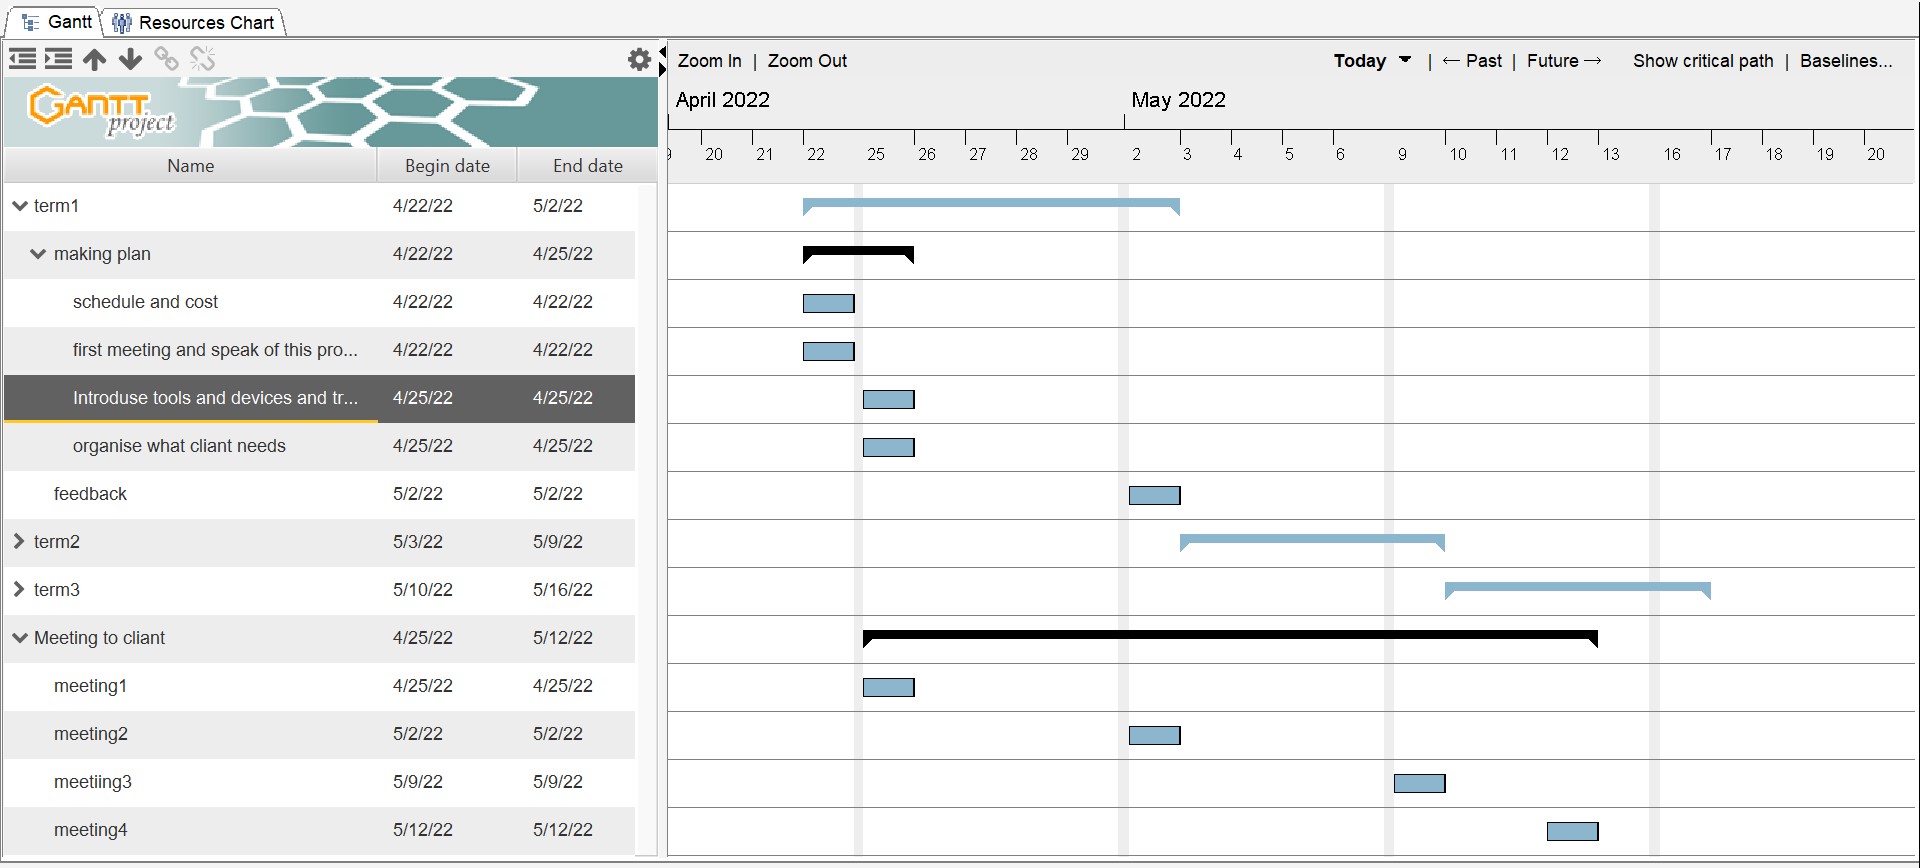 Gantt Resources Chart
Zoom In | Zoom Out Today | ← Past | Future → Show critical path | Baselines...
GANTT
project
April 2022 May 2022
20 21 22 25 26 27 28 29 2 3 4 5 6 9 10 11 12 13 16 17 18 19 20
Name Begin date End date
term1 4/22/22 5/2/22
making plan 4/22/22 4/25/22
schedule and cost 4/22/22 4/22/22
first meeting and speak of this pro... 4/22/22 4/22/22
Introduse tools and devices and tr... 4/25/22 4/25/22
organise what cliant needs 4/25/22 4/25/22
feedback 5/2/22 5/2/22
term2 5/3/22 5/9/22
term3 5/10/22 5/16/22
Meeting to cliant 4/25/22 5/12/22
meeting1 4/25/22 4/25/22
meeting2 5/2/22 5/2/22
meetiing3 5/9/22 5/9/22
meeting4 5/12/22 5/12/22